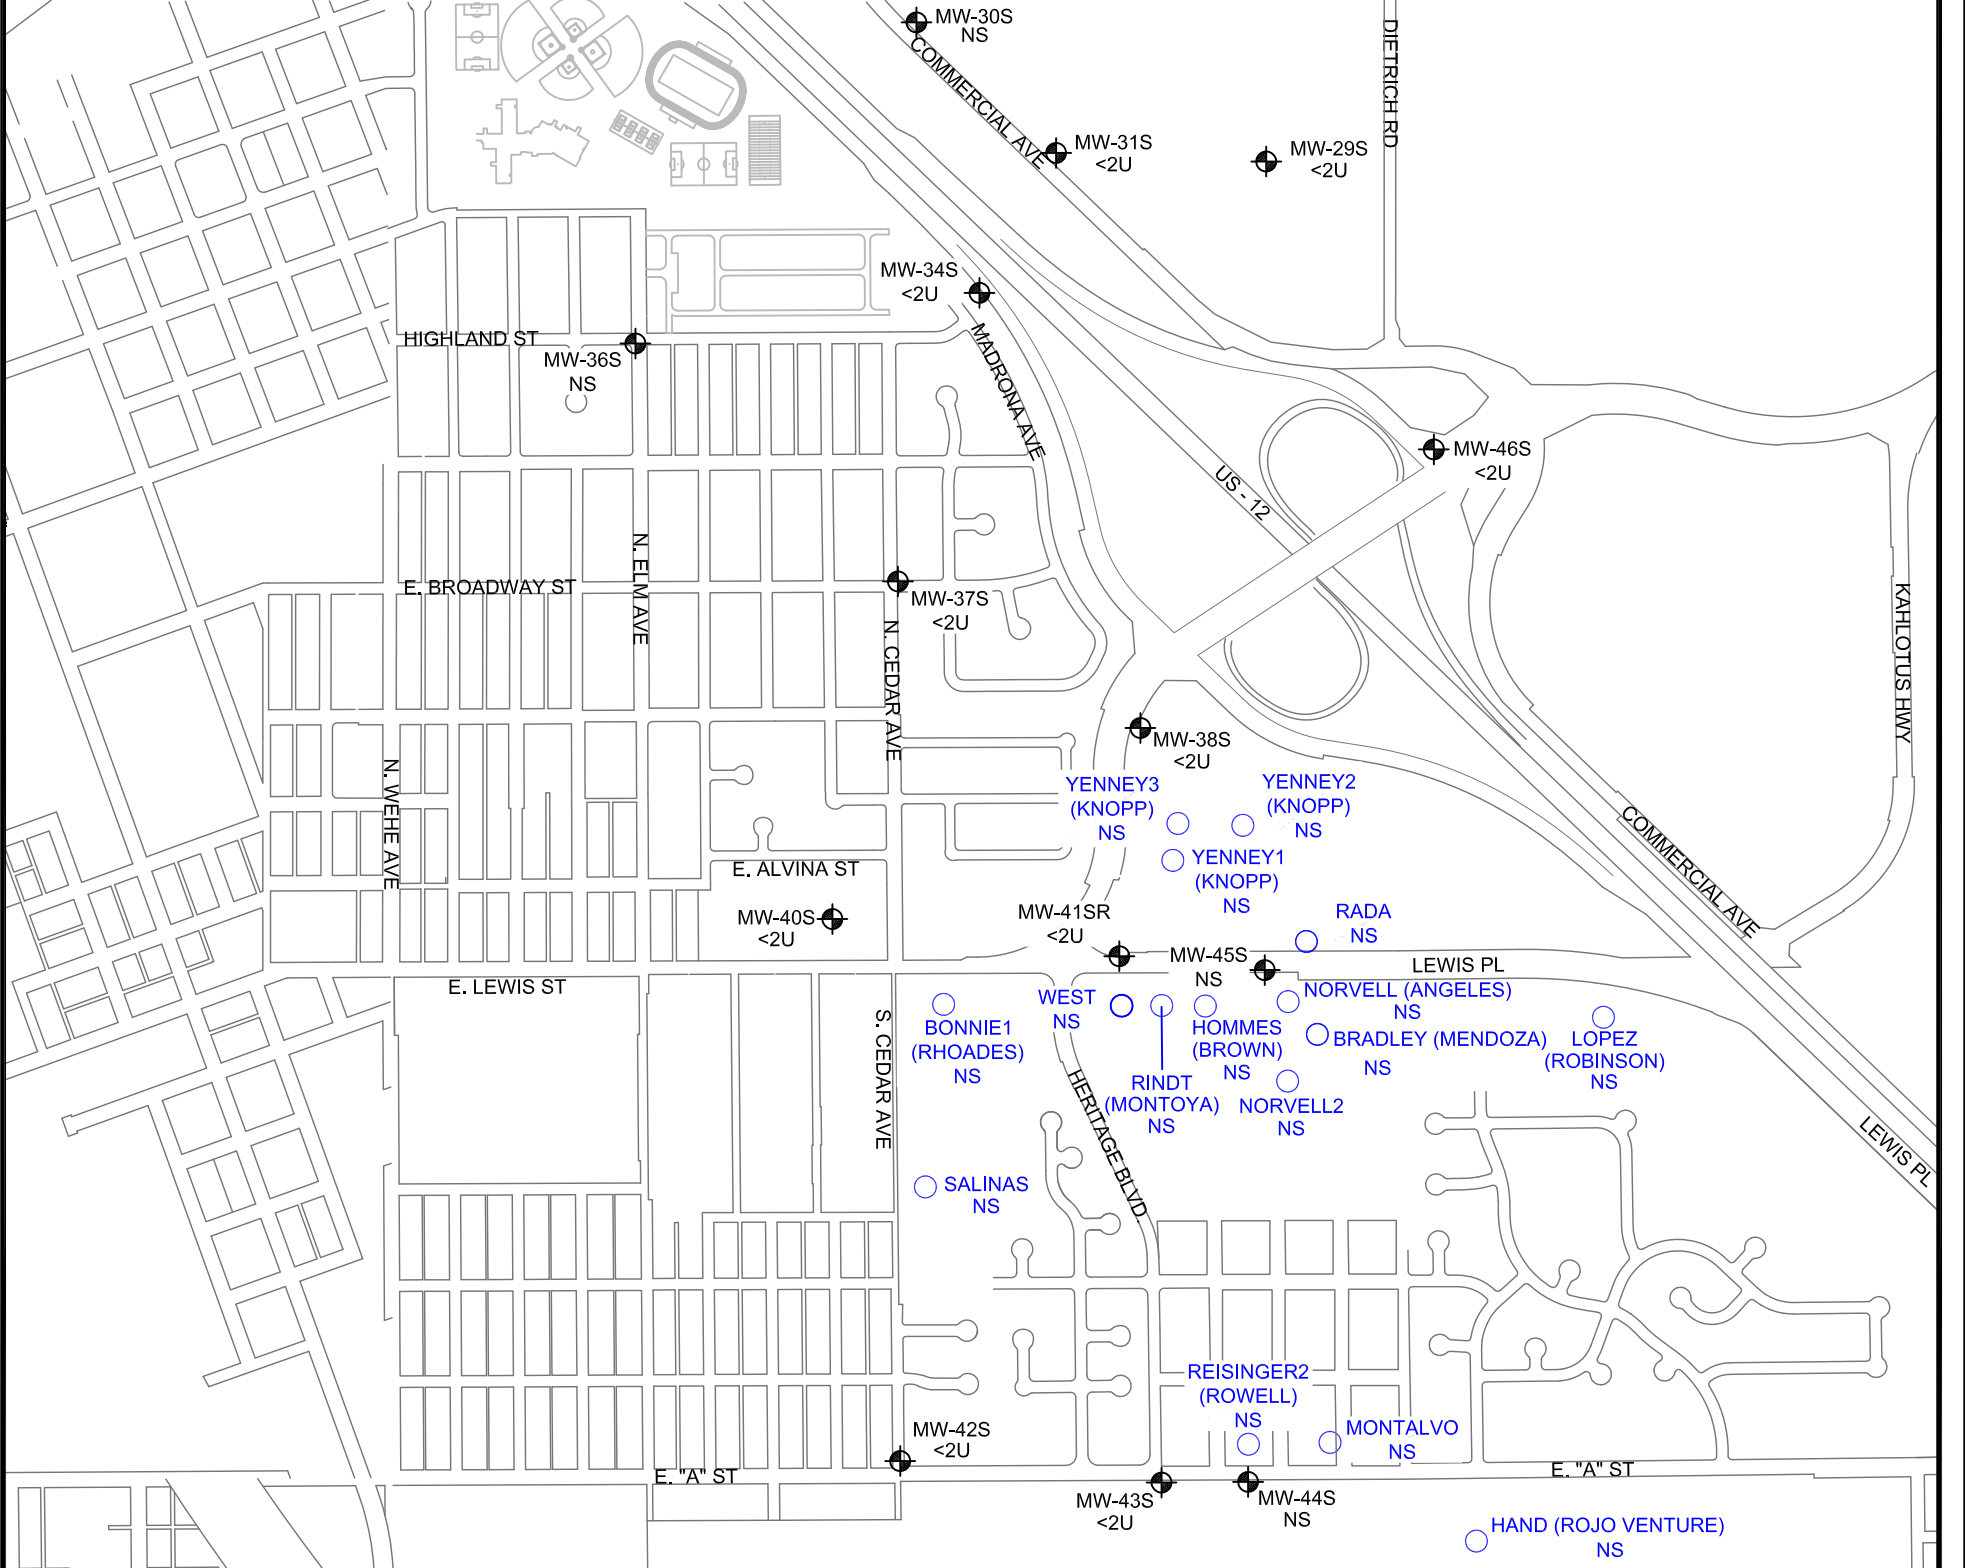 MW-30S
NS
COMMERCIAL AVE
DIETRICH RD
MW-31S
<2U
MW-29S
<2U
MW-34S
<2U
HIGHLAND ST
MW-36S
NS
MADRONA AVE
MW-46S
<2U
US - 12
N. ELM AVE
E. BROADWAY ST
MW-37S
<2U
N. CEDAR AVE
KAHLOTUS HWY
MW-38S
<2U
N. WEHE AVE
YENNEY3
(KNOPP)
NS
YENNEY2
(KNOPP)
NS
COMMERCIAL AVE
YENNEY1
(KNOPP)
NS
E. ALVINA ST
MW-40S
<2U
MW-41SR
<2U
RADA
NS
MW-45S
NS
LEWIS PL
E. LEWIS ST
WEST
NS
NORVELL (ANGELES)
NS
S. CEDAR AVE
BONNIE1
(RHOADES)
NS
HOMMES
(BROWN)
NS
BRADLEY (MENDOZA)
NS
LOPEZ
(ROBINSON)
NS
RINDT
(MONTOYA)
NS
NORVELL2
NS
HERITAGE BLVD.
LEWIS PL
SALINAS
NS
REISINGER2
(ROWELL)
NS
MONTALVO
NS
MW-42S
<2U
E. "A" ST
E. "A" ST
MW-43S
<2U
MW-44S
NS
HAND (ROJO VENTURE)
NS